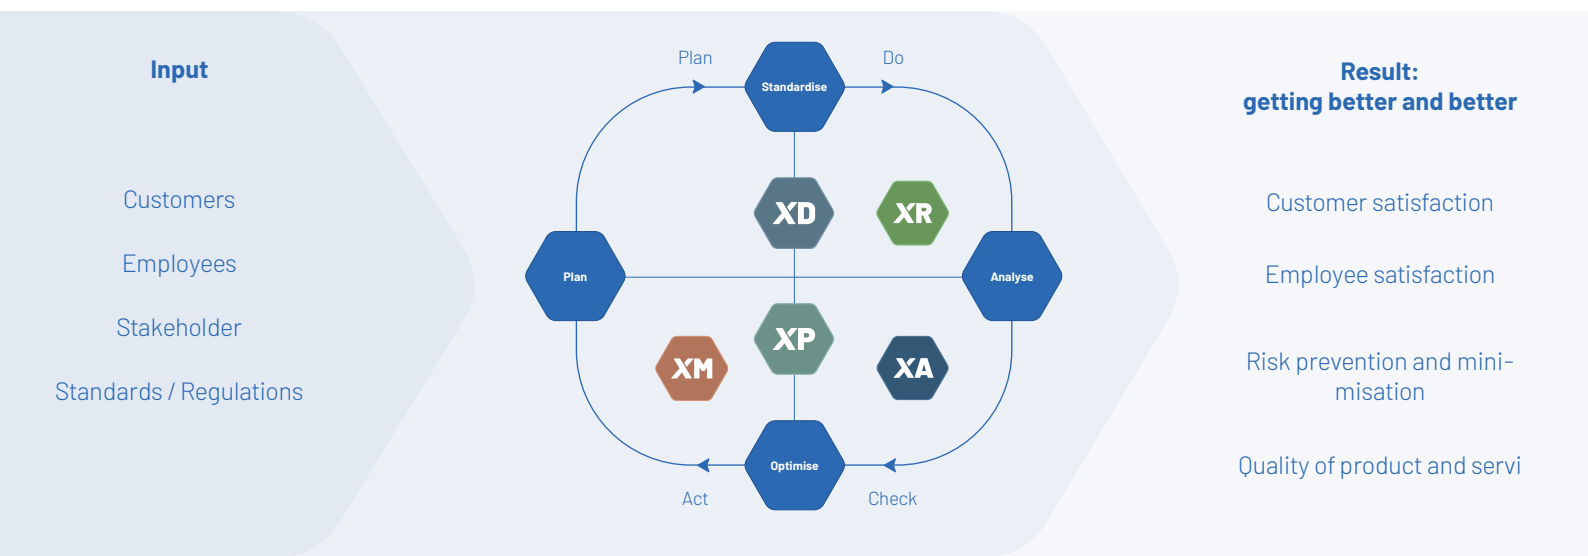 Input
Customers
Employees
Stakeholder
Standards / Regulations
Plan
Do
Standardise
XD
XR
Plan
Analyse
XP
XM
XA
Optimise
Act
Check
Result:
getting better and better
Customer satisfaction
Employee satisfaction
Risk prevention and mini-
misation
Quality of product and servi